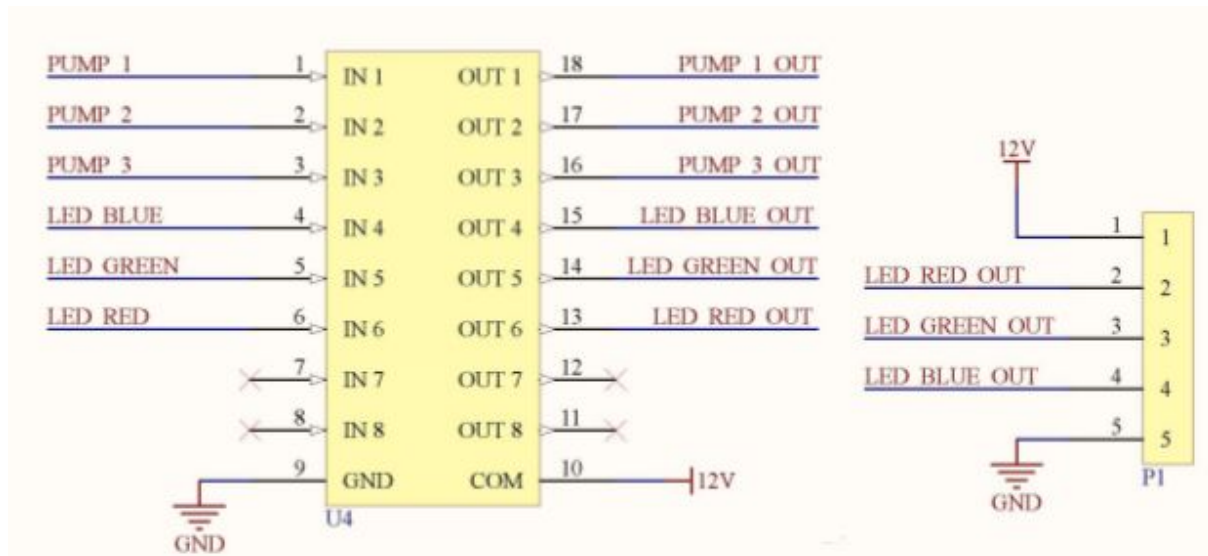 PUMP 1 1 IN 1 OUT 1 18 PUMP 1 OUT
PUMP 2 2 IN 2 OUT 2 17 PUMP 2 OUT
PUMP 3 3 IN 3 OUT 3 16 PUMP 3 OUT
LED BLUE 4 IN 4 OUT 4 15 LED BLUE OUT
LED GREEN 5 IN 5 OUT 5 14 LED GREEN OUT
LED RED 6 IN 6 OUT 6 13 LED RED OUT
7 IN 7 OUT 7 12
8 IN 8 OUT 8 11
9 GND COM 10 12V
U4
GND
12V
1 1
LED RED OUT 2 2
LED GREEN OUT 3 3
LED BLUE OUT 4 4
5 5
P1
GND